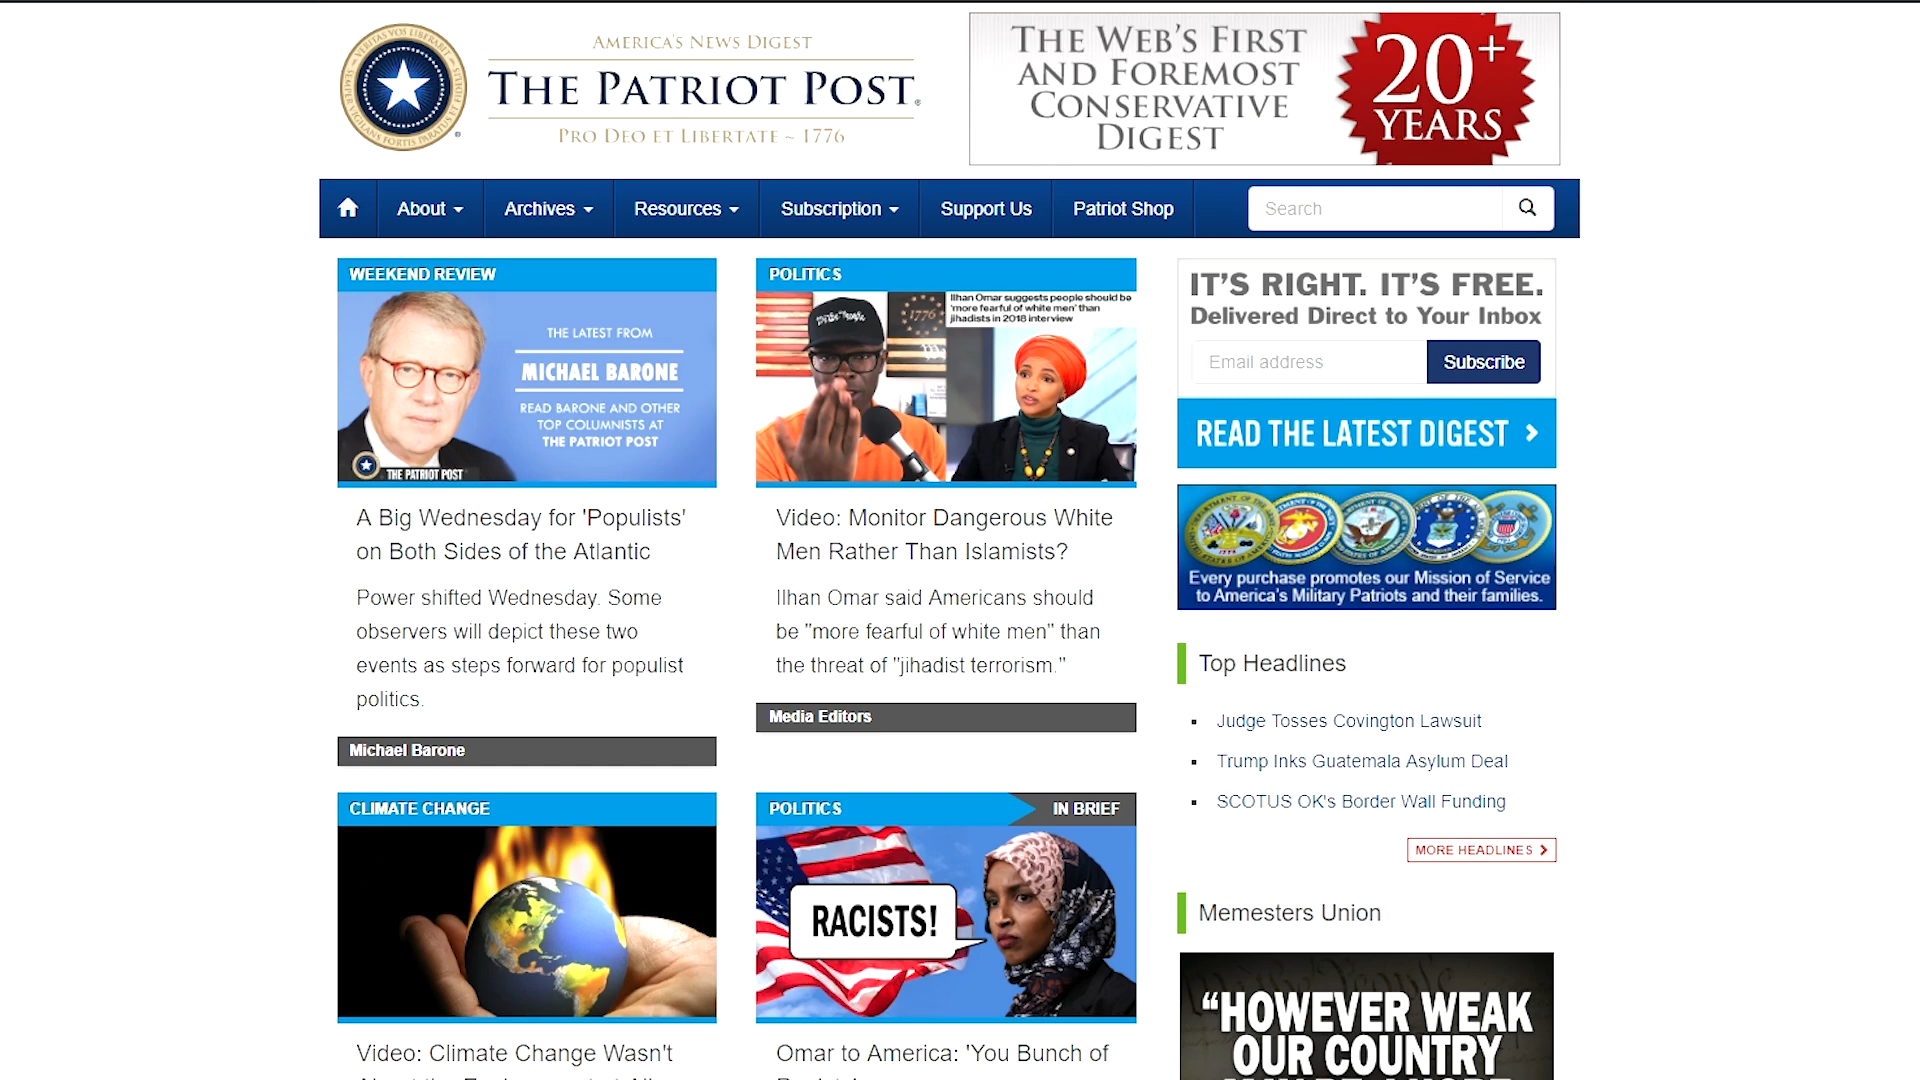 AMERICA'S NEWS DIGEST
THE PATRIOT POST
PRO DEO ET LIBERTATE ~ 1776
THE WEB'S FIRST
AND FOREMOST
CONSERVATIVE
DIGEST
20+
YEARS
About
Archives
Resources
Subscription
Support Us
Patriot Shop
Search
WEEKEND REVIEW
THE LATEST FROM
MICHAEL BARONE
READ BARONE AND OTHER
TOP COLUMNISTS AT
THE PATRIOT POST
THE PATRIOT POST
A Big Wednesday for 'Populists'
on Both Sides of the Atlantic
Power shifted Wednesday. Some
observers will depict these two
events as steps forward for populist
politics.
Michael Barone
POLITICS
We the People
1776
Ilhan Omar suggests people should be
'more fearful of white men' than
jihadists in 2018 interview
Video: Monitor Dangerous White
Men Rather Than Islamists?
Ilhan Omar said Americans should
be "more fearful of white men" than
the threat of "jihadist terrorism."
Media Editors
IT'S RIGHT. IT'S FREE.
Delivered Direct to Your Inbox
Email address
Subscribe
READ THE LATEST DIGEST
Every purchase promotes our Mission of Service
to America's Military Patriots and their families.
Top Headlines
Judge Tosses Covington Lawsuit
Trump Inks Guatemala Asylum Deal
SCOTUS OK's Border Wall Funding
MORE HEADLINES
Memesters Union
"HOWEVER WEAK
OUR COUNTRY
CLIMATE CHANGE
Video: Climate Change Wasn't
POLITICS
IN BRIEF
RACISTS!
Omar to America: 'You Bunch of